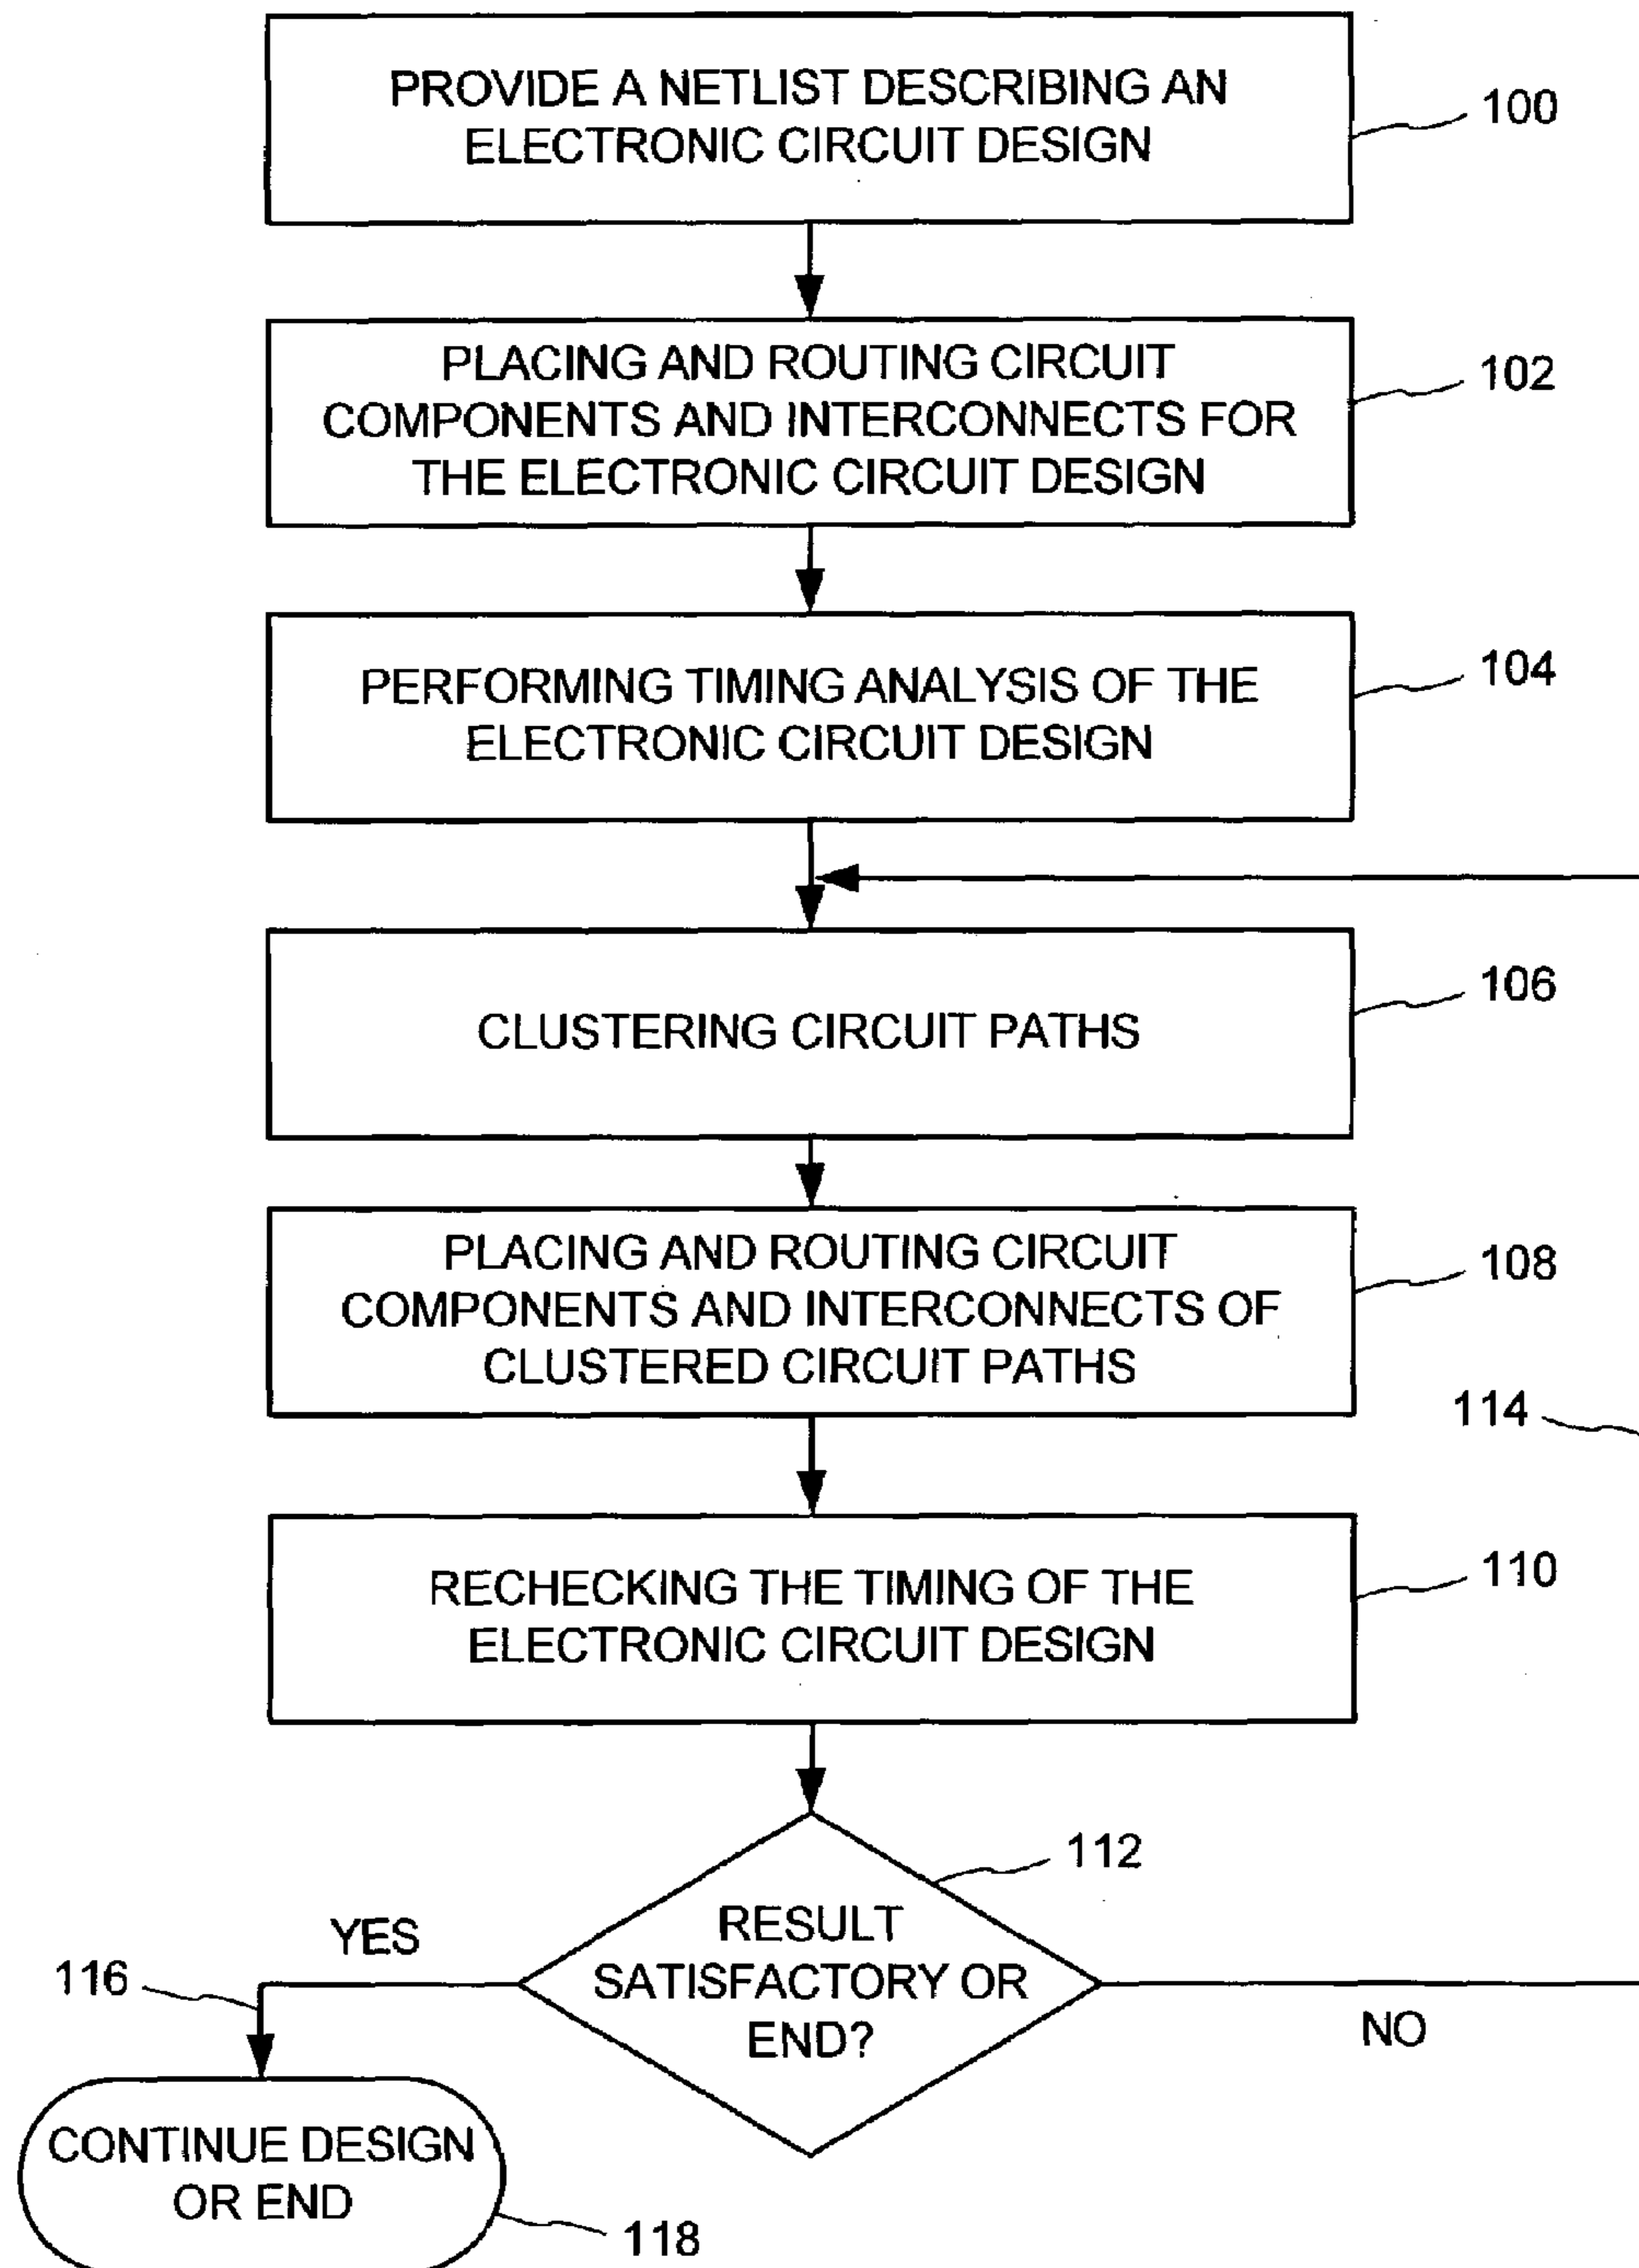 PROVIDE A NETLIST DESCRIBING AN
ELECTRONIC CIRCUIT DESIGN
100
PLACING AND ROUTING CIRCUIT
COMPONENTS AND INTERCONNECTS FOR
THE ELECTRONIC CIRCUIT DESIGN
102
PERFORMING TIMING ANALYSIS OF THE
ELECTRONIC CIRCUIT DESIGN
104
CLUSTERING CIRCUIT PATHS
106
PLACING AND ROUTING CIRCUIT
COMPONENTS AND INTERCONNECTS OF
CLUSTERED CIRCUIT PATHS
108
114
RECHECKING THE TIMING OF THE
ELECTRONIC CIRCUIT DESIGN
110
112
RESULT
SATISFACTORY OR
END?
YES
116
NO
CONTINUE DESIGN
OR END
118